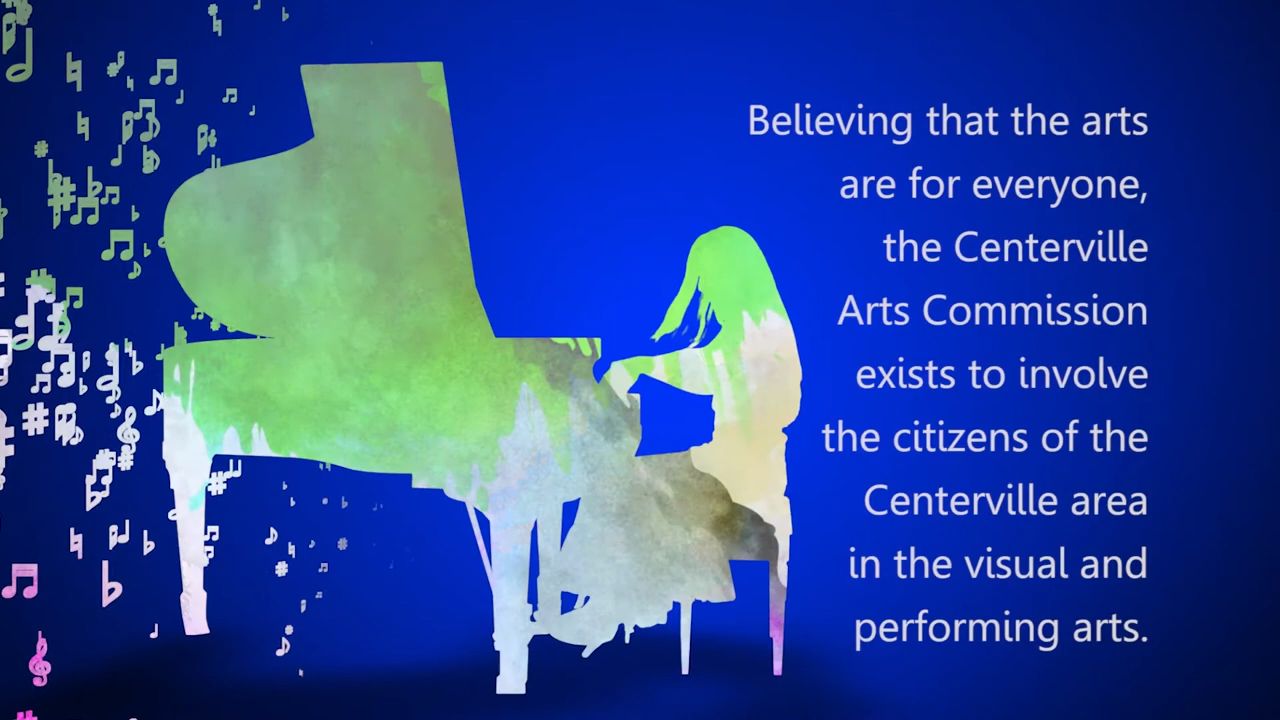 Believing that the arts
are for everyone,
the Centerville
Arts Commission
exists to involve
the citizens of the
Centerville area
in the visual and
performing arts.